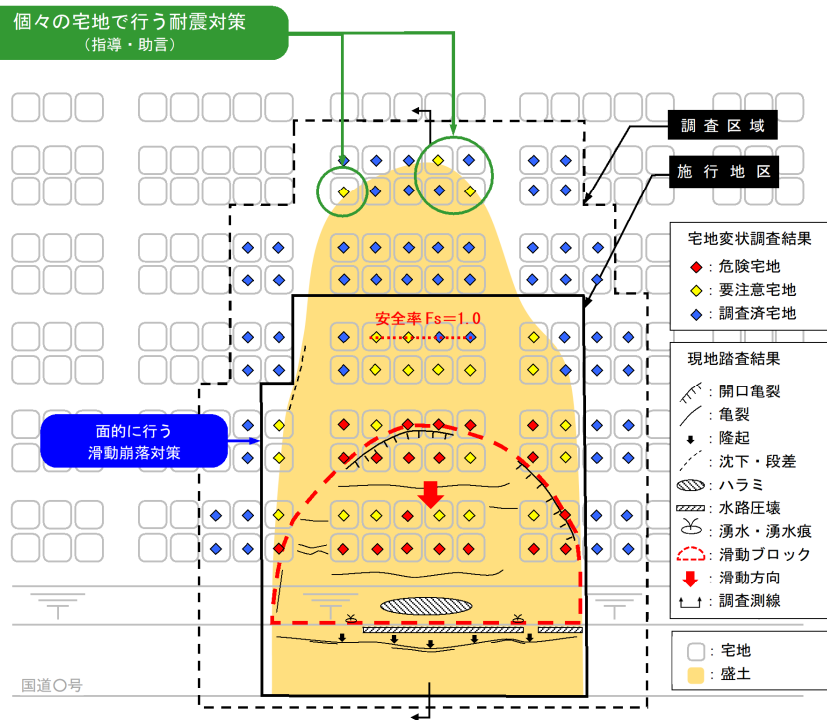 個々の宅地で行う耐震対策
（指導・助言）
調査区域
施行地区
宅地変状調査結果
：危険宅地
：要注意宅地
：調査済宅地
安全率 Fs＝1.0
現地踏査結果
：開口亀裂
：亀裂
：隆起
：沈下・段差
：ハラミ
：水路圧壊
：湧水・湧水痕
：滑動ブロック
：滑動方向
：調査測線
面的に行う
滑動崩落対策
：宅地
：盛土
国道〇号